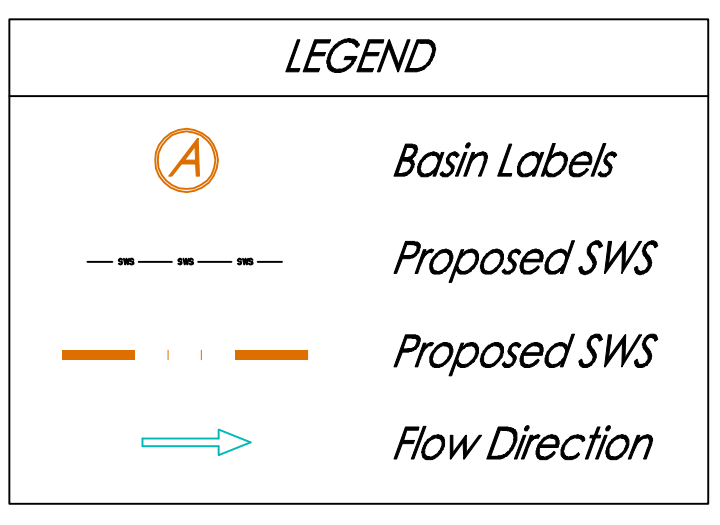 LEGEND
A Basin Labels
SWS SWS SWS Proposed SWS
Proposed SWS
Flow Direction